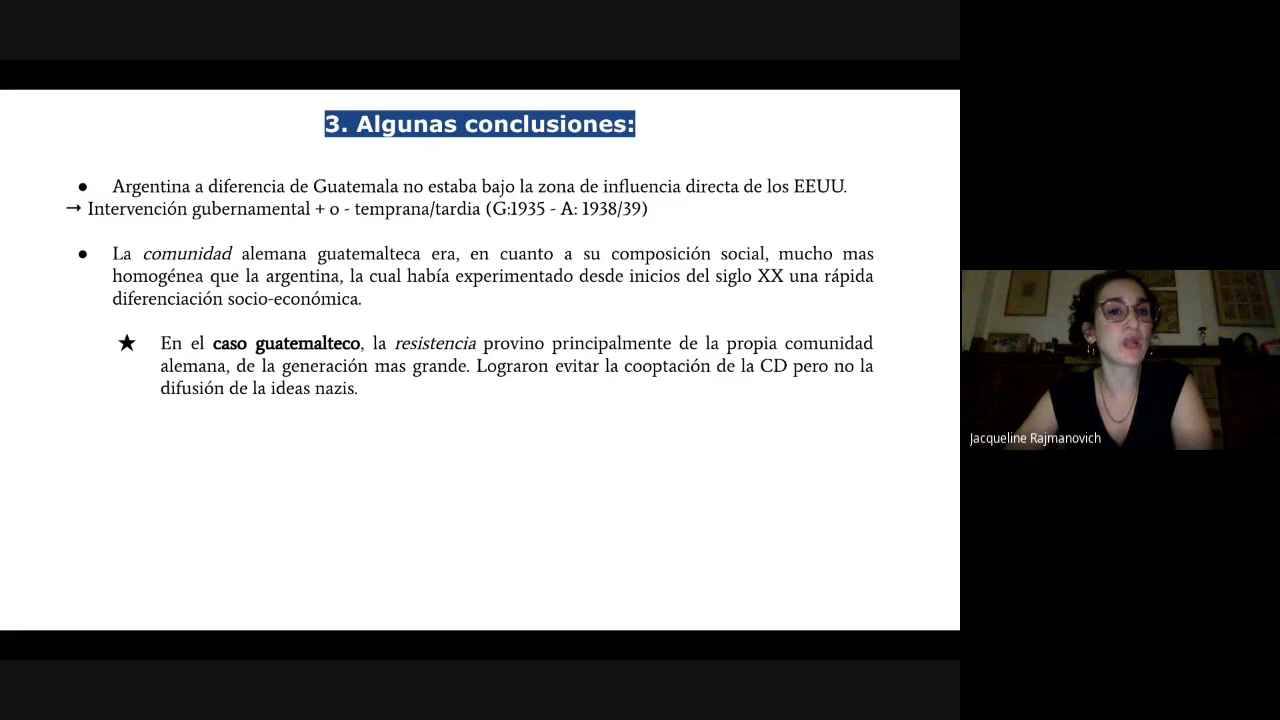 3. Algunas conclusiones:
● Argentina a diferencia de Guatemala no estaba bajo la zona de influencia directa de los EEUU.
→ Intervención gubernamental + o - temprana/tardia (G:1935 - A: 1938/39)
● La comunidad alemana guatemalteca era, en cuanto a su composición social, mucho mas
homogénea que la argentina, la cual había experimentado desde inicios del siglo XX una rápida
diferenciación socio-económica.
★ En el caso guatemalteco, la resistencia provino principalmente de la propia comunidad
alemana, de la generación mas grande. Lograron evitar la cooptación de la CD pero no la
difusión de la ideas nazis.
Jacqueline Rajmanovich